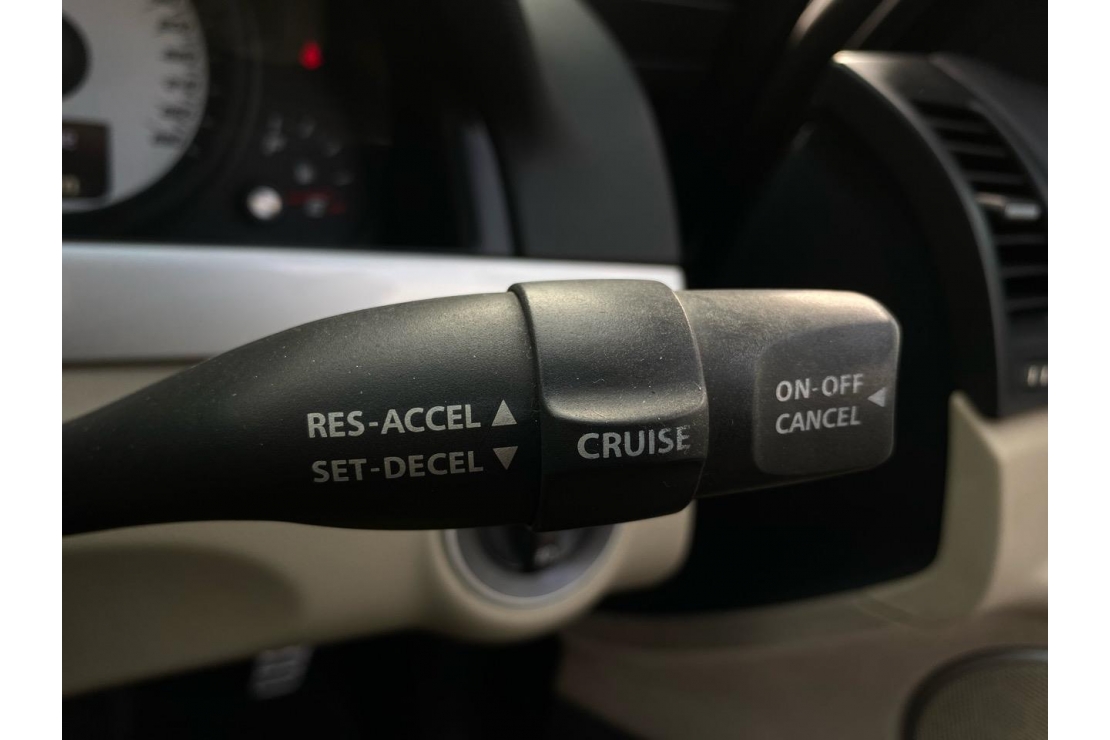 RES-ACCEL ▲
SET-DECEL ▼
CRUISE
ON-OFF
CANCEL ◀